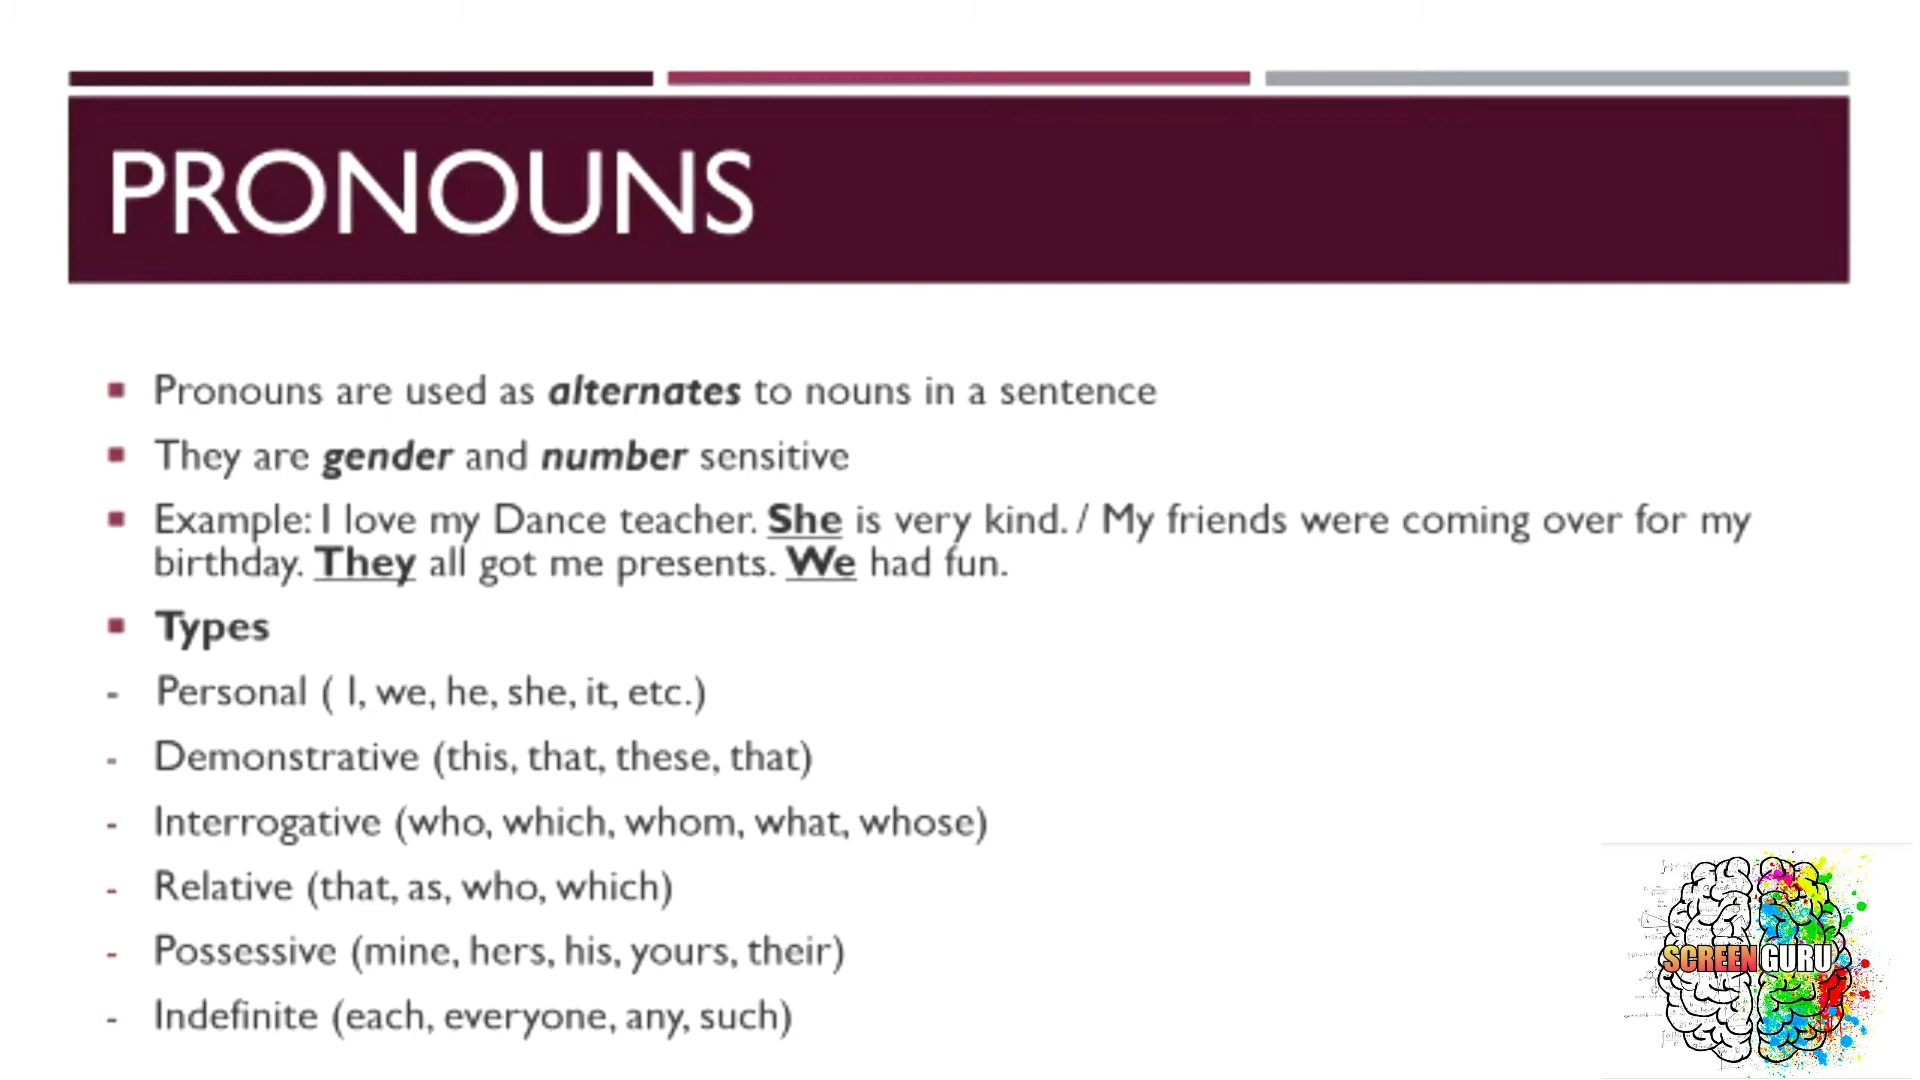 PRONOUNS
Pronouns are used as alternates to nouns in a sentence
They are gender and number sensitive
Example: I love my Dance teacher. She is very kind. / My friends were coming over for my
birthday. They all got me presents. We had fun.
Types
- Personal ( I, we, he, she, it, etc.)
- Demonstrative (this, that, these, that)
- Interrogative (who, which, whom, what, whose)
- Relative (that, as, who, which)
- Possessive (mine, hers, his, yours, their)
- Indefinite (each, everyone, any, such)
SCREEN GURU